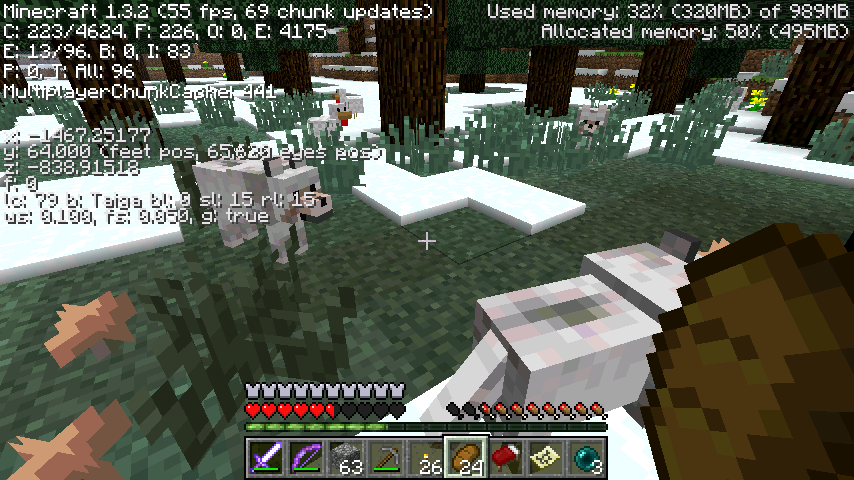 Minecraft 1.3.2 (55 fps, 69 chunk updates)
C: 223/4624, F: 226, O: 0, E: 4175
E: 13/96, B: 0, I: 83
P: 0, T: All: 96
MultiplayerChunkCache: 441
x: -1467.25177
y: 64.000 (feet pos, 65.620 eyes pos)
z: -838.91518
f: 0
lc: 79 b: Taiga bl: 0 sl: 15 rl: 15
ws: 0.100, fs: 0.050, g: true
Used memory: 32% (320MB) of 989MB
Allocated memory: 50% (495MB)
63 26 24 3